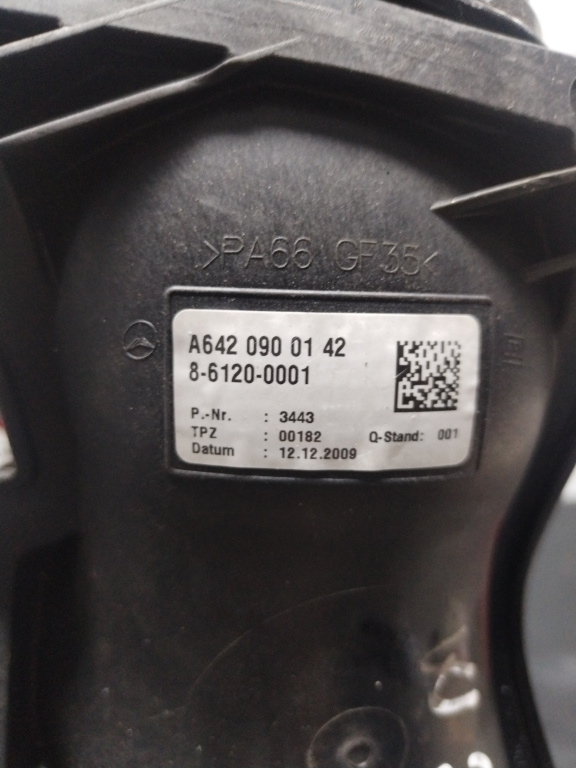 >PA66 GF35<
A642 090 01 42
8-6120-0001
P.-Nr. : 3443
TPZ : 00182 Q-Stand: 001
Datum : 12.12.2009